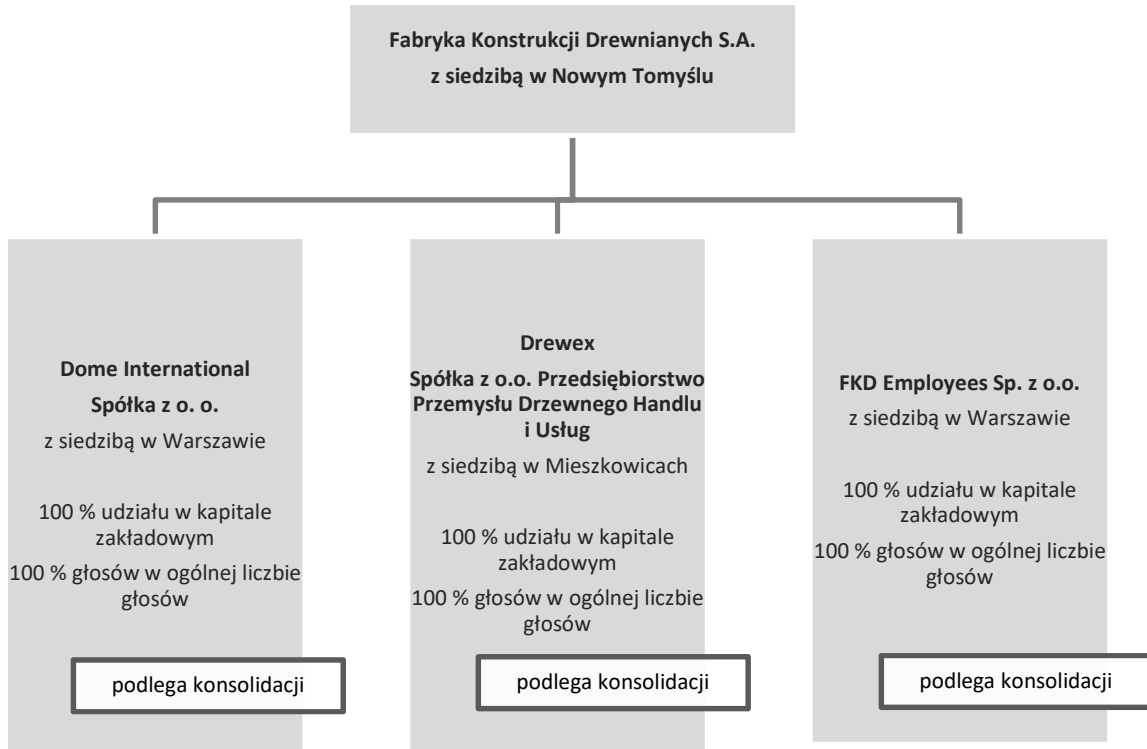 Fabryka Konstrukcji Drewnianych S.A.
z siedzibą w Nowym Tomyślu
Dome International
Spółka z o. o.
z siedzibą w Warszawie
100 % udziału w kapitale
zakładowym
100 % głosów w ogólnej liczbie
głosów
podlega konsolidacji
Drewex
Spółka z o.o. Przedsiębiorstwo
Przemysłu Drzewnego Handlu
i Usług
z siedzibą w Mieszkowicach
100 % udziału w kapitale
zakładowym
100 % głosów w ogólnej liczbie
głosów
podlega konsolidacji
FKD Employees Sp. z o.o.
z siedzibą w Warszawie
100 % udziału w kapitale
zakładowym
100 % głosów w ogólnej liczbie
głosów
podlega konsolidacji